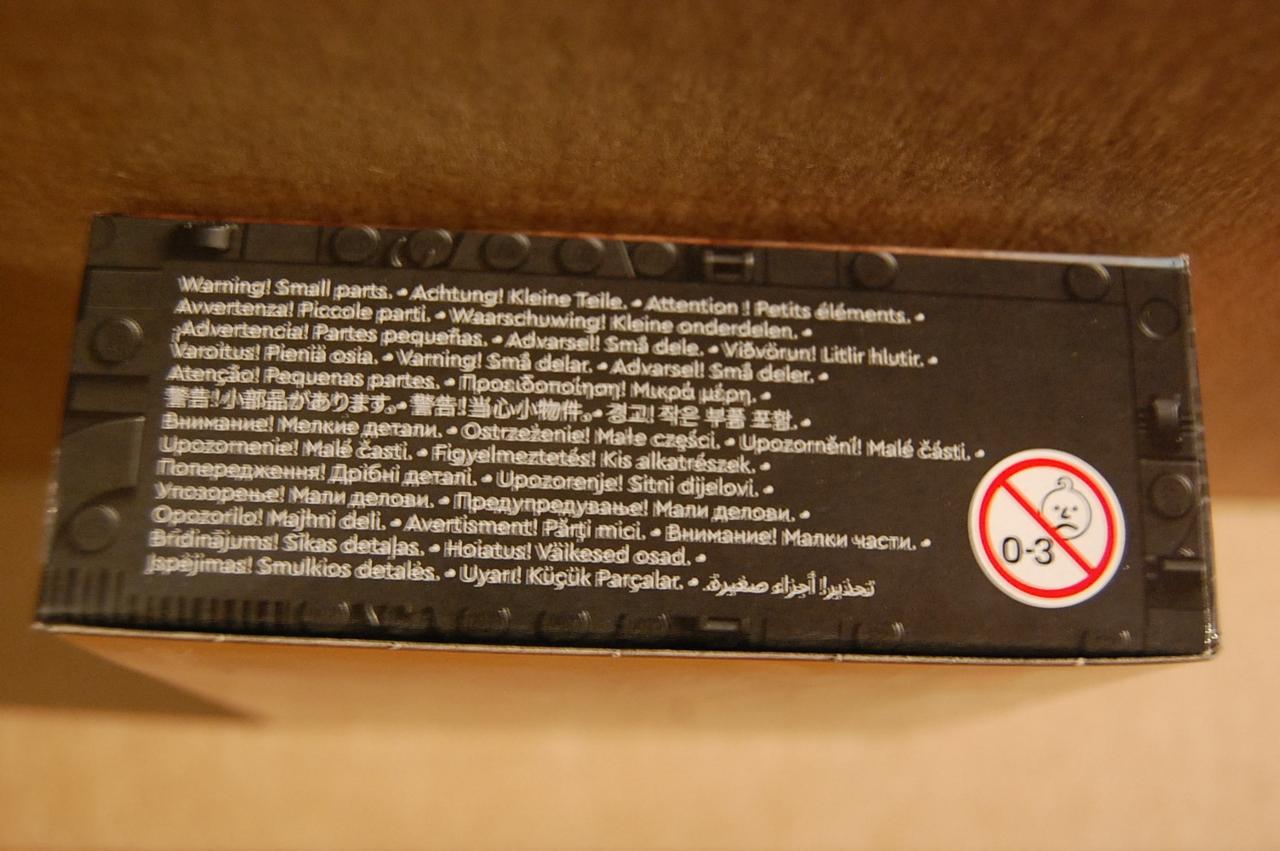 Warning! Small parts. • Achtung! Kleine Teile. • Attention ! Petits éléments. •
Avvertenza! Piccole parti. • Waarschuwing! Kleine onderdelen. •
¡Advertencia! Partes pequeñas. • Advarsel! Små dele. • Viðvörun! Litlir hlutir. •
Varoitus! Pieniä osia. • Varning! Små delar. • Advarsel! Små deler. •
Atenção! Pequenas partes. • Προειδοποίηση! Μικρά μέρη. •
警告!小部品があります。• 警告!当心小物件。• 경고! 작은 부품 포함. •
Внимание! Мелкие детали. • Ostrzeżenie! Małe części. • Upozornění! Malé části. •
Upozornenie! Malé časti. • Figyelmeztetés! Kis alkatrészek. •
Попередження! Дрібні деталі. • Upozorenje! Sitni dijelovi. •
Упозорење! Мали делови. • Предупредување! Мали делови. •
Opozorilo! Majhni deli. • Avertisment! Părți mici. • Внимание! Малки части. •
Brīdinājums! Sīkas detaļas. • Hoiatus! Väikesed osad. •
Įspėjimas! Smulkios detalės. • Uyarı! Küçük Parçalar. • تحذير! أجزاء صغيرة.
0-3